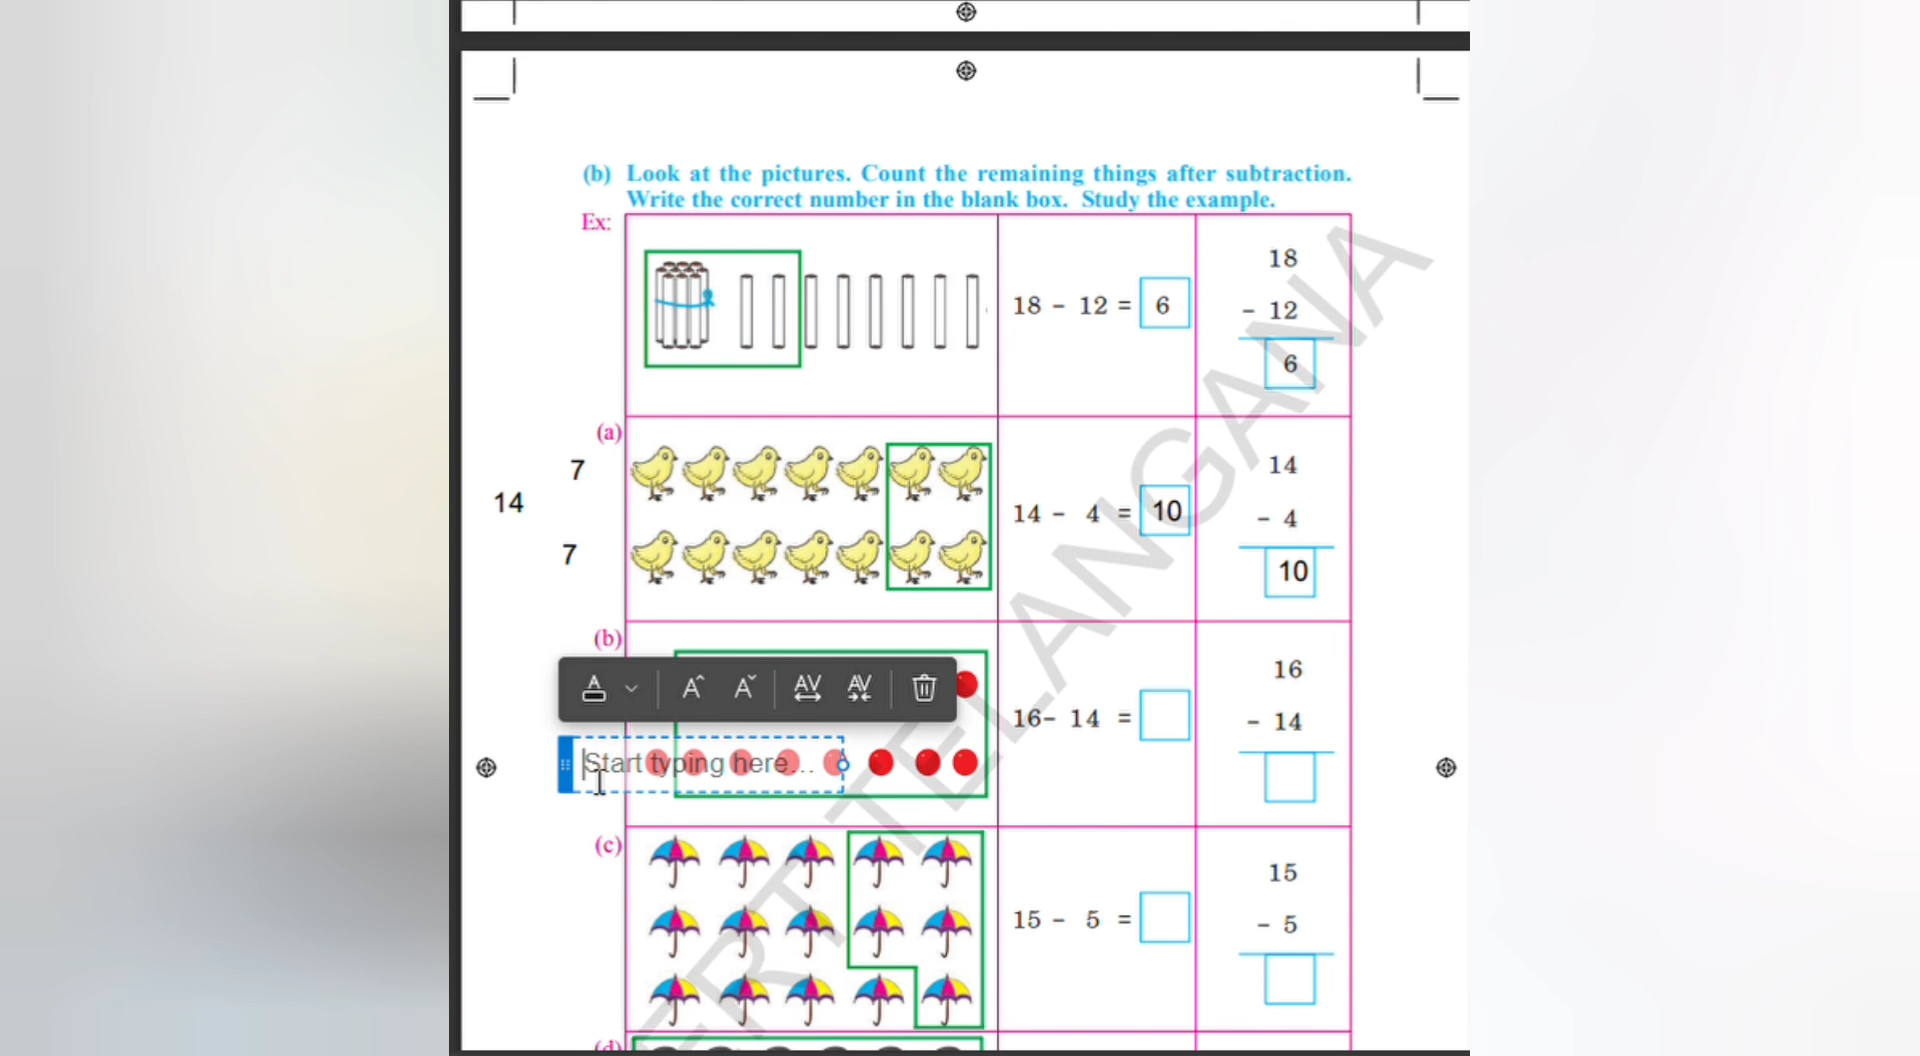 (b) Look at the pictures. Count the remaining things after subtraction.
Write the correct number in the blank box. Study the example.
Ex:
18 - 12 = 6
18
- 12
6
(a)
7
14
7
14 - 4 = 10
14
- 4
10
(b)
Start typing here...
16- 14 =
16
- 14
(c)
15 - 5 =
15
- 5
(d)
ERT TELANGANA